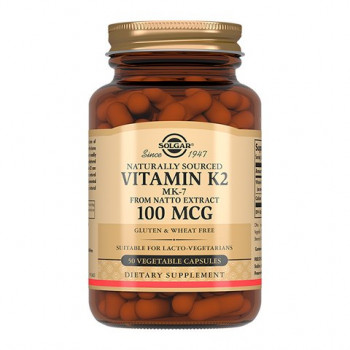 SOLGAR®
Since 1947
NATURALLY SOURCED
VITAMIN K2
MK-7
FROM NATTO EXTRACT
100 MCG
GLUTEN & WHEAT FREE
SUITABLE FOR LACTO-VEGETARIANS
50 VEGETABLE CAPSULES
DIETARY SUPPLEMENT